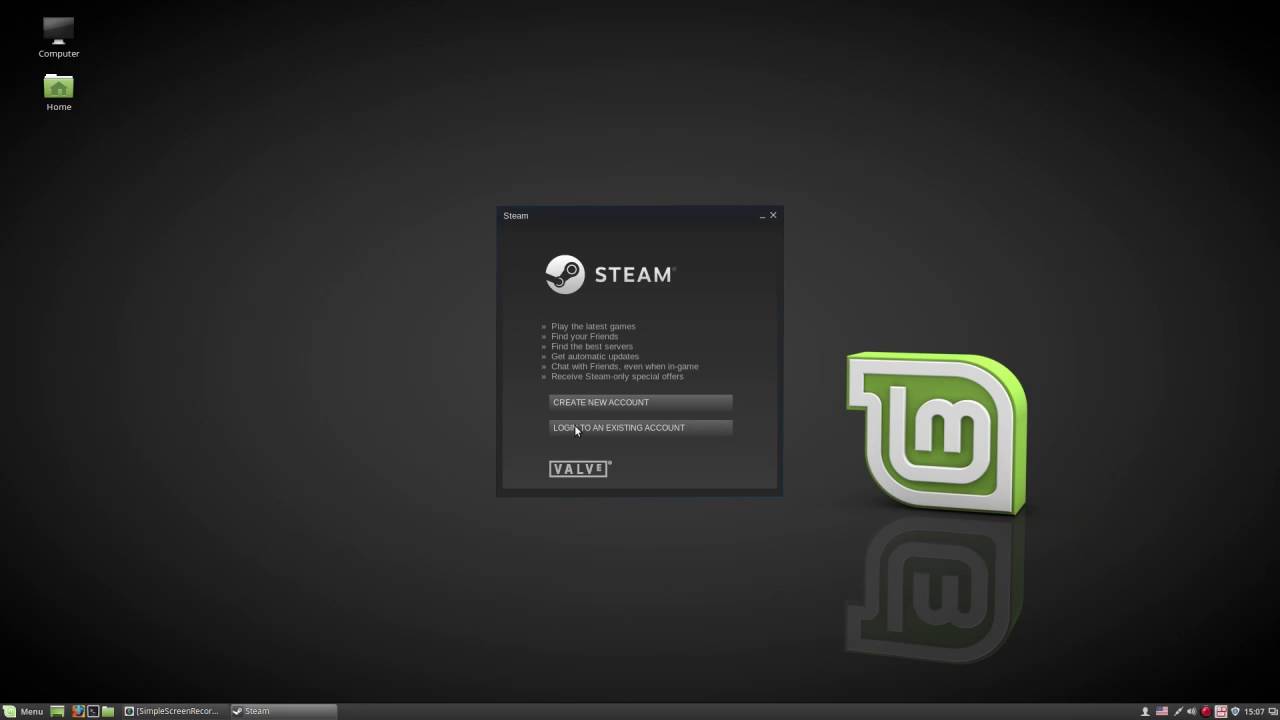 Computer
Home
Steam
STEAM®
» Play the latest games
» Find your Friends
» Find the best servers
» Get automatic updates
» Chat with Friends, even when in-game
» Receive Steam-only special offers
CREATE NEW ACCOUNT
LOGIN TO AN EXISTING ACCOUNT
VALVE®
Menu
[SimpleScreenRecor...
Steam
15:07